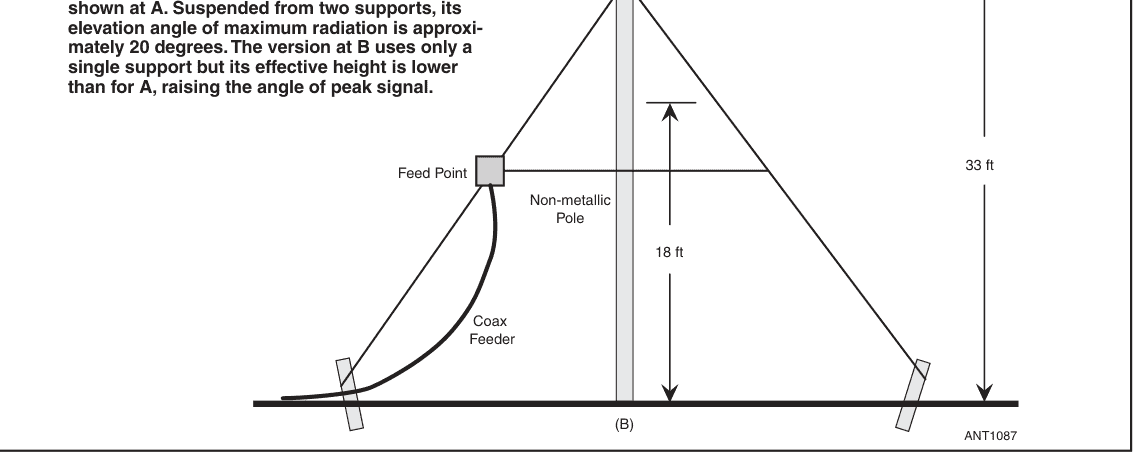 shown at A. Suspended from two supports, its
elevation angle of maximum radiation is approxi-
mately 20 degrees. The version at B uses only a
single support but its effective height is lower
than for A, raising the angle of peak signal.
Feed Point
33 ft
Non-metallic
Pole
18 ft
Coax
Feeder
(B)
ANT1087